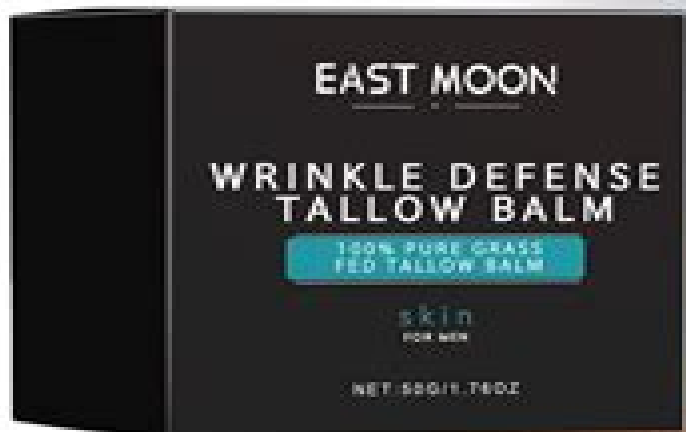 EAST MOON
WRINKLE DEFENSE
TALLOW BALM
100% PURE GRASS
FED TALLOW BALM
skin
FOR MEN
NET:50G/1.76OZ